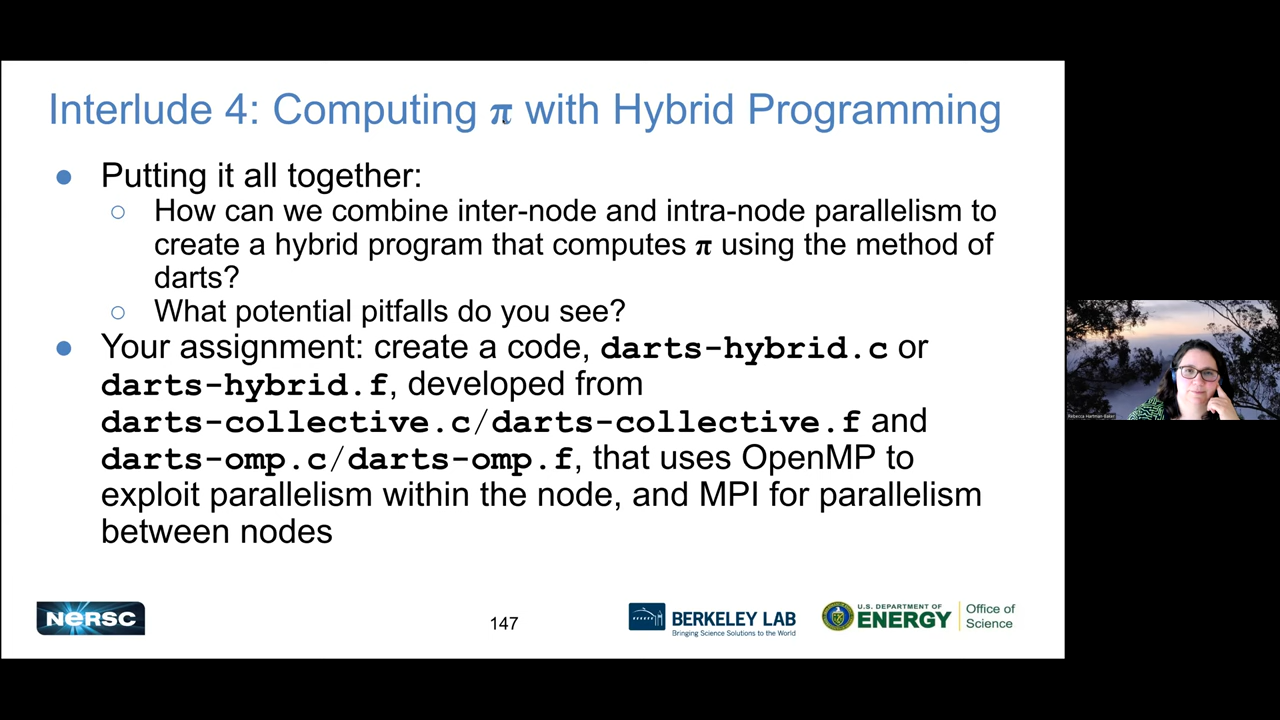 Interlude 4: Computing π with Hybrid Programming
● Putting it all together:
○ How can we combine inter-node and intra-node parallelism to
create a hybrid program that computes π using the method of
darts?
○ What potential pitfalls do you see?
● Your assignment: create a code, darts-hybrid.c or
darts-hybrid.f, developed from
darts-collective.c/darts-collective.f and
darts-omp.c/darts-omp.f, that uses OpenMP to
exploit parallelism within the node, and MPI for parallelism
between nodes
Rebecca Hartman-Baker
NERSC
147
BERKELEY LAB
Bringing Science Solutions to the World
U.S. DEPARTMENT OF
ENERGY
Office of
Science